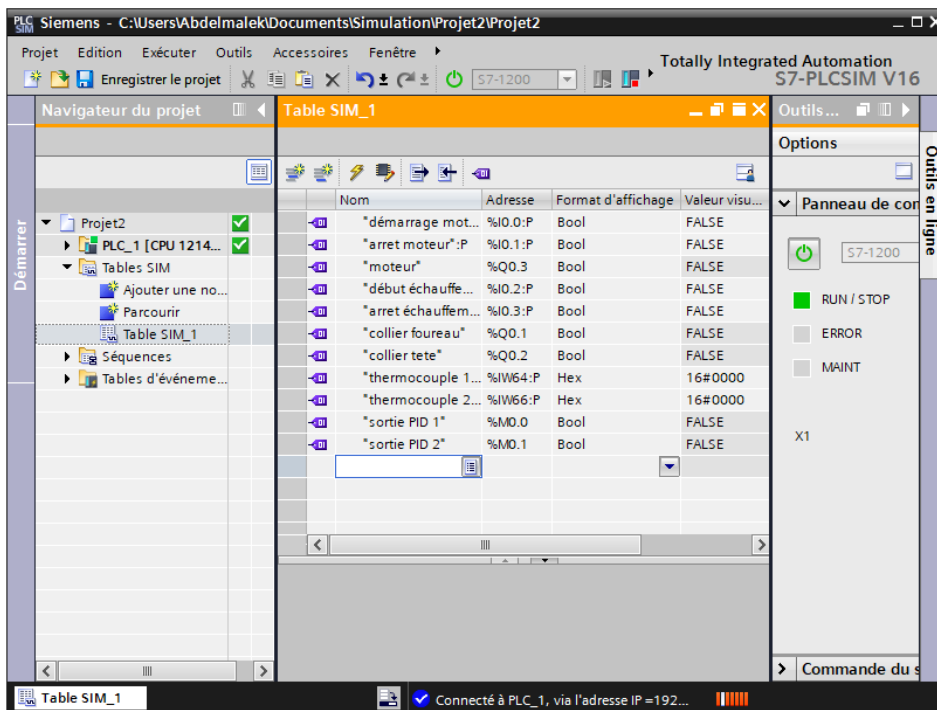 PLC SIM Siemens - C:\Users\Abdelmalek\Documents\Simulation\Projet2\Projet2
Projet Edition Exécuter Outils Accessoires Fenêtre
Totally Integrated Automation
S7-PLCSIM V16
Enregistrer le projet S7-1200
Navigateur du projet
Table SIM_1
Outils...
Options
Démarrer
Outils en ligne
Projet2
PLC_1 [CPU 1214...
Tables SIM
Ajouter une no...
Parcourir
Table SIM_1
Séquences
Tables d'événeme...
Nom Adresse Format d'affichage Valeur visu...
"démarrage mot... %I0.0:P Bool FALSE
"arret moteur":P %I0.1:P Bool FALSE
"moteur" %Q0.3 Bool FALSE
"début échauffe... %I0.2:P Bool FALSE
"arret échauffem... %I0.3:P Bool FALSE
"collier foureau" %Q0.1 Bool FALSE
"collier tete" %Q0.2 Bool FALSE
"thermocouple 1... %IW64:P Hex 16#0000
"thermocouple 2... %IW66:P Hex 16#0000
"sortie PID 1" %M0.0 Bool FALSE
"sortie PID 2" %M0.1 Bool FALSE
Panneau de con
S7-1200
RUN / STOP
ERROR
MAINT
X1
Commande du s
Table SIM_1
Connecté à PLC_1, via l'adresse IP =192...